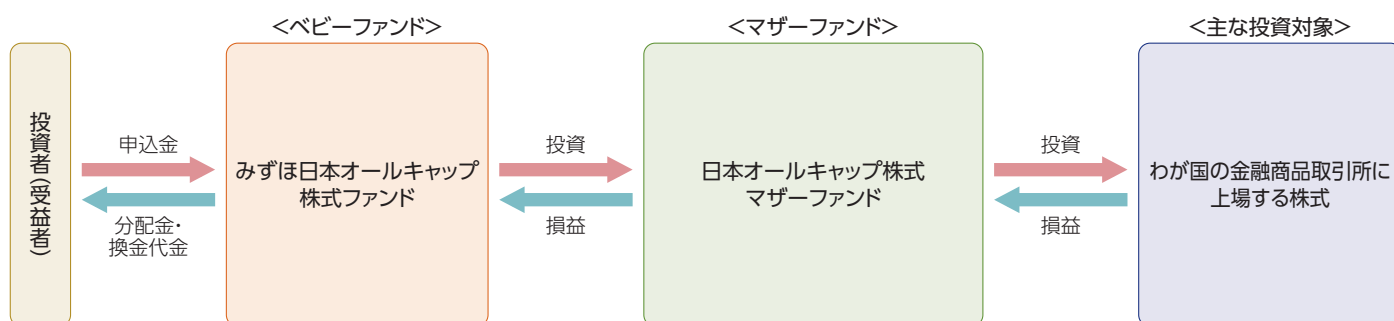 <ベビーファンド>
<マザーファンド>
<主な投資対象>
投資者(受益者)
申込金
分配金・
換金代金
みずほ日本オールキャップ
株式ファンド
投資
損益
日本オールキャップ株式
マザーファンド
投資
損益
わが国の金融商品取引所に
上場する株式